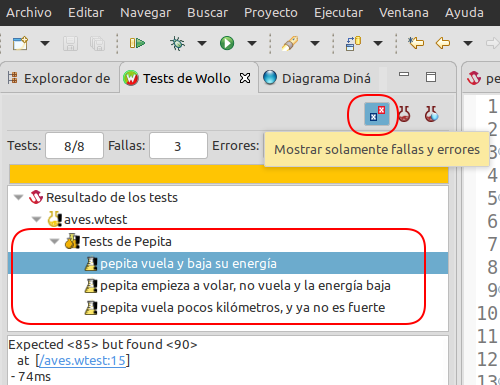 Archivo Editar Navegar Buscar Proyecto Ejecutar Ventana Ayuda
Explorador de Tests de Wollo Diagrama Diná pe
Tests: 8/8 Fallas: 3 Errores:
Mostrar solamente fallas y errores
Resultado de los tests
aves.wtest
Tests de Pepita
pepita vuela y baja su energía
pepita empieza a volar, no vuela y la energía baja
pepita vuela pocos kilómetros, y ya no es fuerte
Expected <85> but found <90>
at [/aves.wtest:15]
- 74ms
1
2
3
4
5
6
7
8
9
10
11
12
13